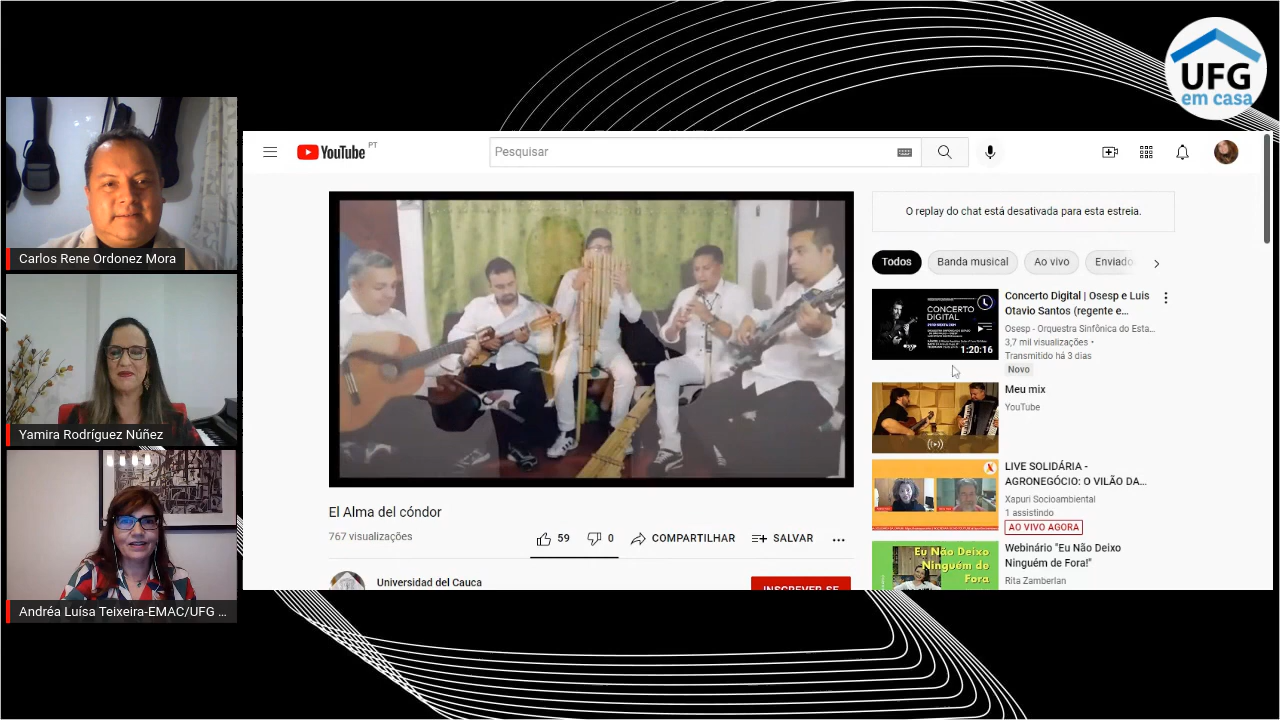 UFG
em casa
Carlos Rene Ordonez Mora
Yamira Rodríguez Núñez
Andréa Luísa Teixeira-EMAC/UFG ...
YouTube PT
Pesquisar
El Alma del cóndor
767 visualizações
59
0
COMPARTILHAR
SALVAR
Universidad del Cauca
INSCREVER-SE
O replay do chat está desativada para esta estreia.
Todos
Banda musical
Ao vivo
Enviado
CONCERTO
DIGITAL
1:20:16
Concerto Digital | Osesp e Luis
Otavio Santos (regente e...
Osesp - Orquestra Sinfônica do Esta...
3,7 mil visualizações •
Transmitido há 3 dias
Novo
Meu mix
YouTube
LIVE SOLIDÁRIA -
AGRONEGÓCIO: O VILÃO DA...
Xapuri Socioambiental
1 assistindo
AO VIVO AGORA
Eu Não Deixo
Ninguém de
Fora
Webinário "Eu Não Deixo
Ninguém de Fora!"
Rita Zamberlan